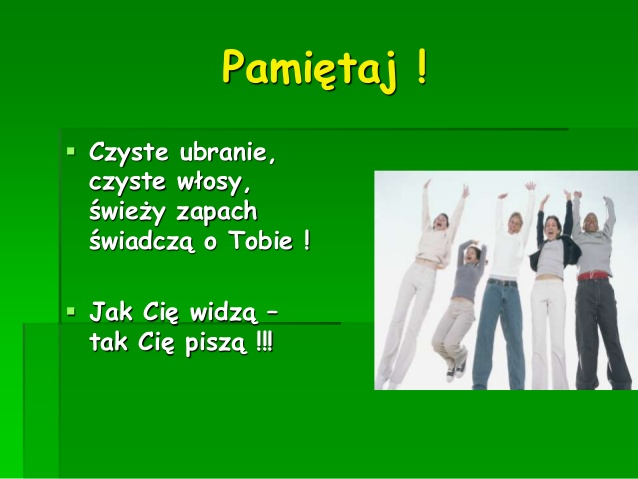 Pamiętaj !
Czyste ubranie,
czyste włosy,
świeży zapach
świadczą o Tobie !
Jak Cię widzą –
tak Cię piszą !!!